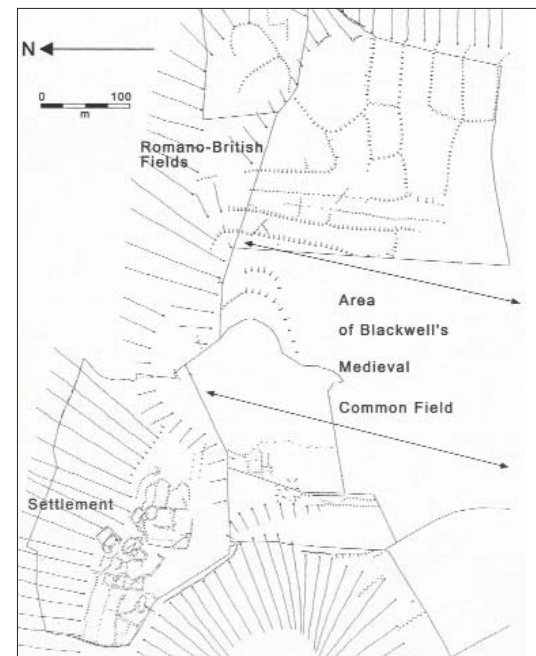 N
0 100
m
Romano-British
Fields
Area
of Blackwell's
Medieval
Common Field
Settlement